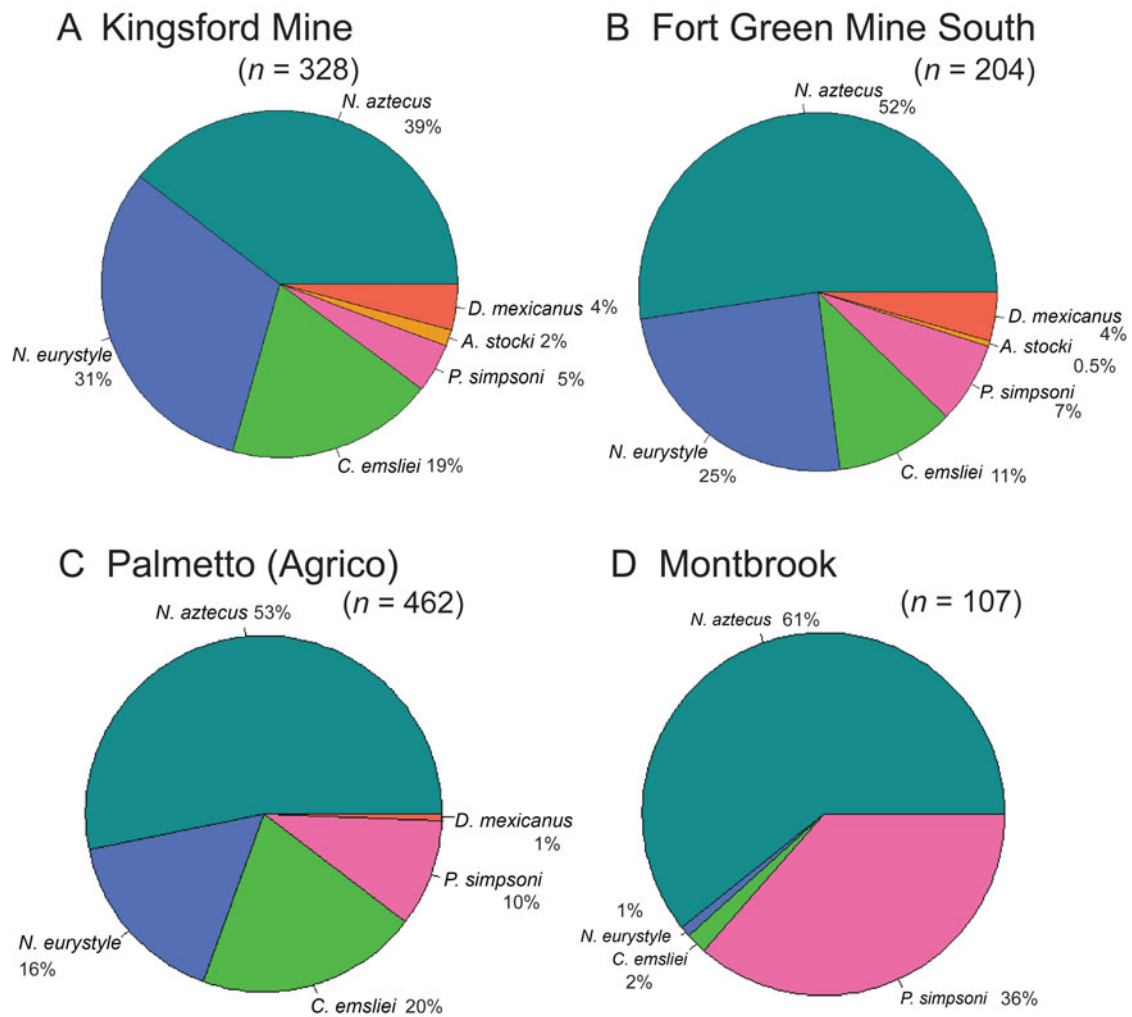 A Kingsford Mine
(n = 328)
N. aztecus
39%
D. mexicanus 4%
A. stocki 2%
P. simpsoni 5%
N. eurystyle
31%
C. emsliei 19%
B Fort Green Mine South
(n = 204)
N. aztecus
52%
D. mexicanus
4%
A. stocki
0.5%
P. simpsoni
7%
N. eurystyle
25%
C. emsliei 11%
C Palmetto (Agrico)
(n = 462)
N. aztecus 53%
D. mexicanus
1%
P. simpsoni
10%
N. eurystyle
16%
C. emsliei 20%
D Montbrook
(n = 107)
N. aztecus 61%
1%
N. eurystyle
C. emsliei
2%
P. simpsoni 36%